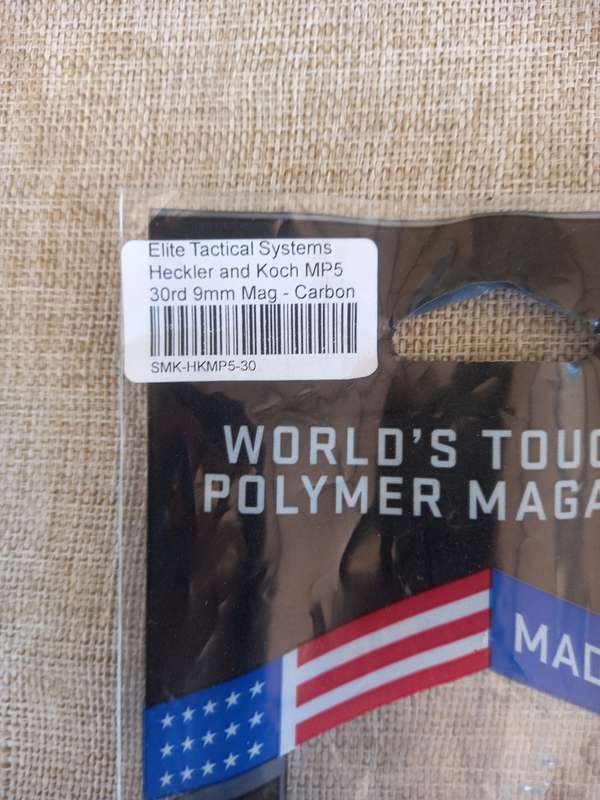 Elite Tactical Systems
Heckler and Koch MP5
30rd 9mm Mag - Carbon
SMK-HKMP5-30
WORLD'S TOUG
POLYMER MAGA
MAD